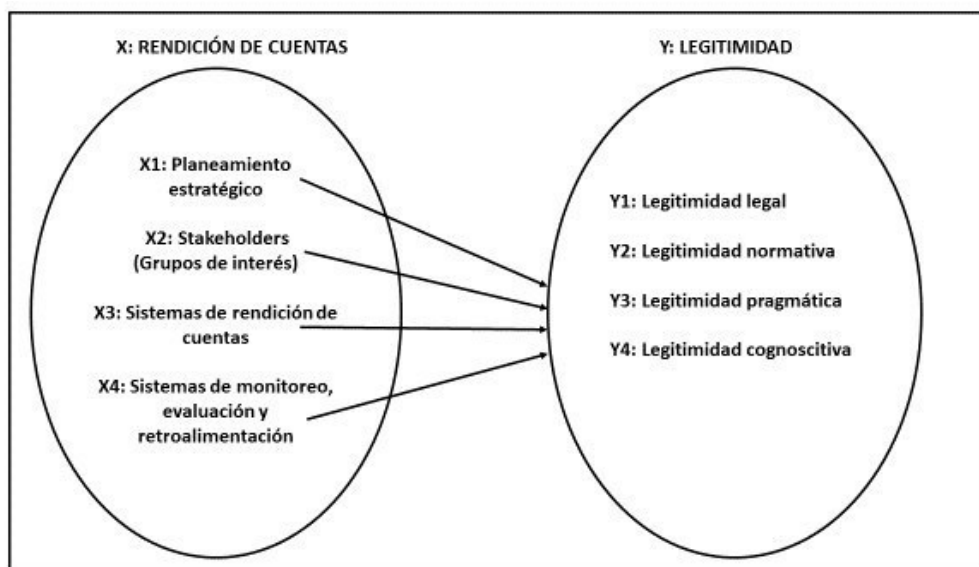 X: RENDICIÓN DE CUENTAS
X1: Planeamiento
estratégico
X2: Stakeholders
(Grupos de interés)
X3: Sistemas de rendición de
cuentas
X4: Sistemas de monitoreo,
evaluación y
retroalimentación
Y: LEGITIMIDAD
Y1: Legitimidad legal
Y2: Legitimidad normativa
Y3: Legitimidad pragmática
Y4: Legitimidad cognoscitiva